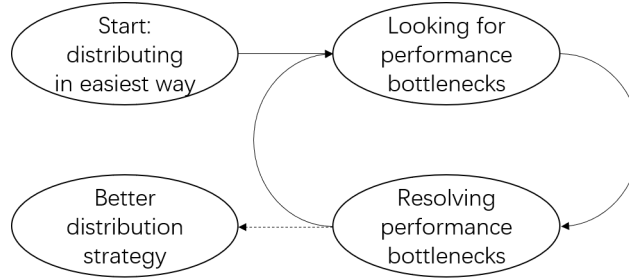 Start:
distributing
in easiest way
Looking for
performance
bottlenecks
Better
distribution
strategy
Resolving
performance
bottlenecks